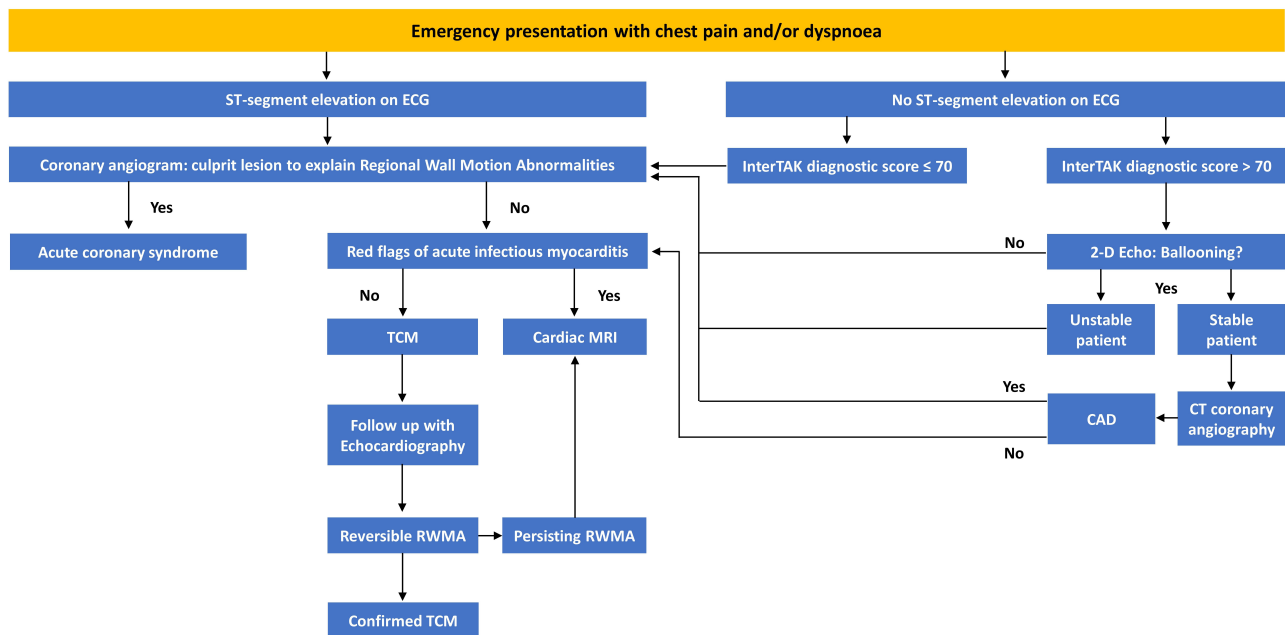 Emergency presentation with chest pain and/or dyspnoea
ST-segment elevation on ECG
No ST-segment elevation on ECG
Coronary angiogram: culprit lesion to explain Regional Wall Motion Abnormalities
InterTAK diagnostic score ≤ 70
InterTAK diagnostic score > 70
Yes
No
Acute coronary syndrome
Red flags of acute infectious myocarditis
No
2-D Echo: Ballooning?
No
Yes
Yes
TCM
Cardiac MRI
Unstable
patient
Stable
patient
Yes
Follow up with
Echocardiography
CAD
CT coronary
angiography
No
Reversible RWMA
Persisting RWMA
Confirmed TCM